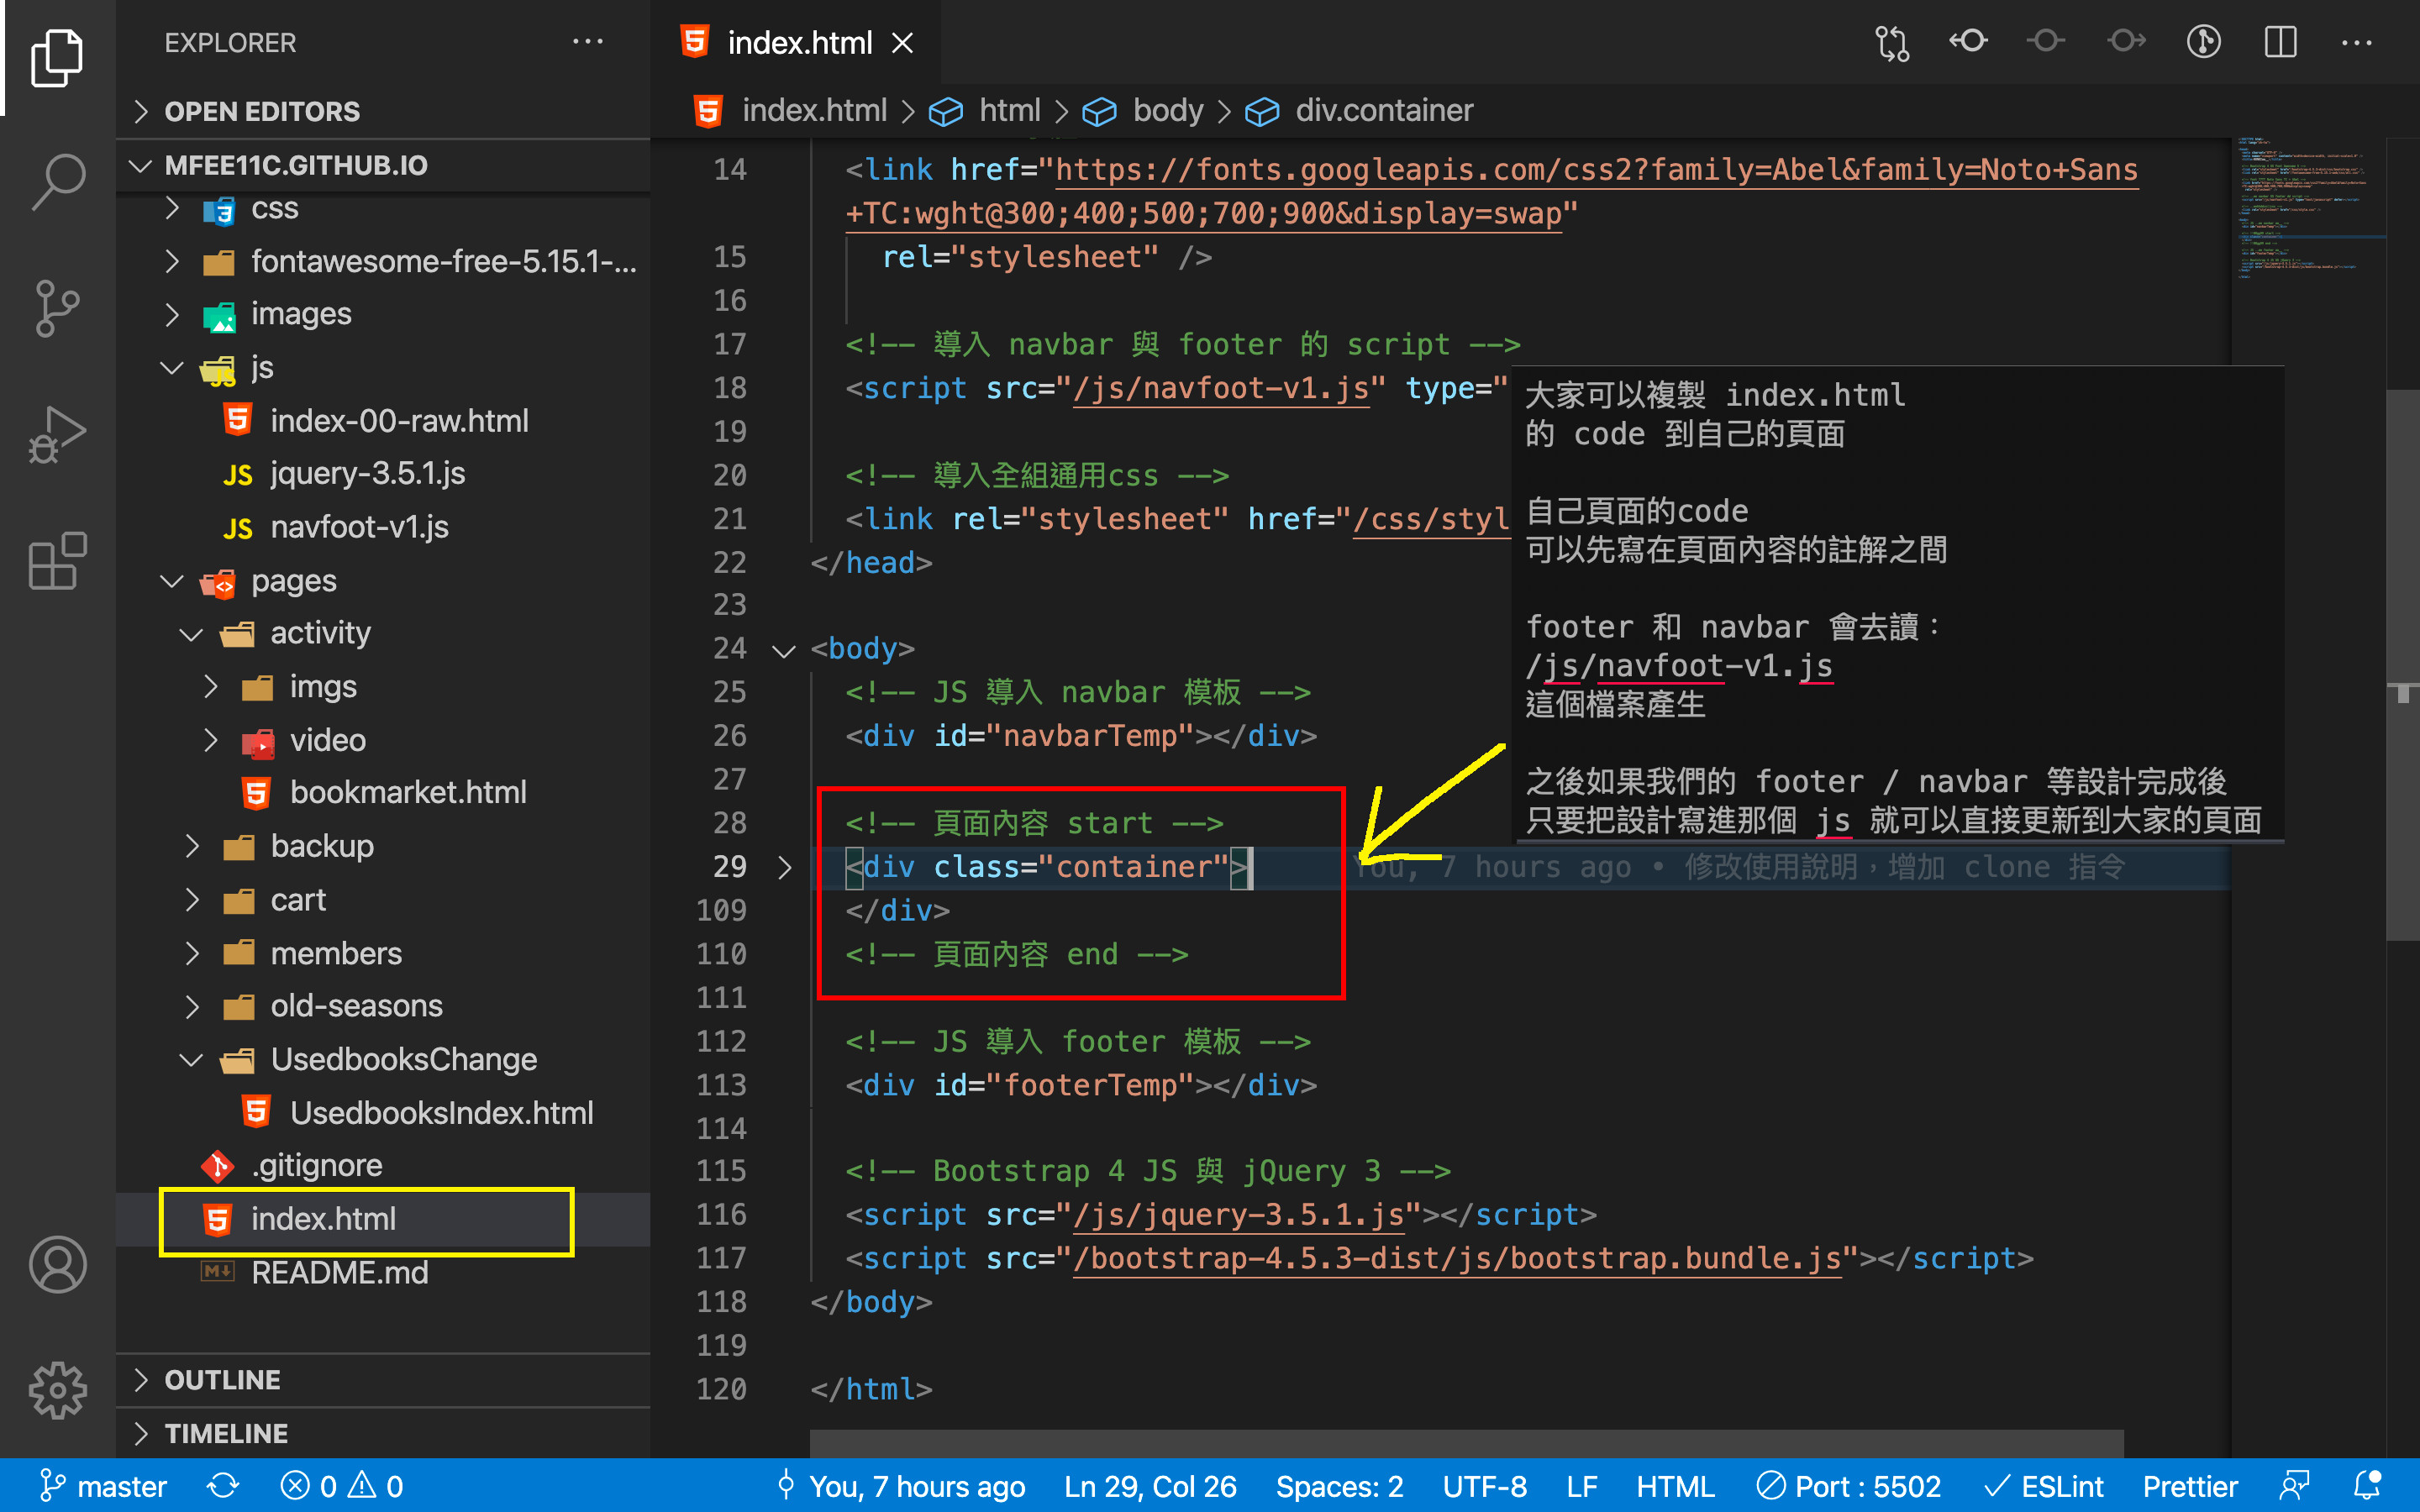 EXPLORER
OPEN EDITORS
MFEE11C.GITHUB.IO
css
fontawesome-free-5.15.1-...
images
js
index-00-raw.html
JS jquery-3.5.1.js
JS navfoot-v1.js
pages
activity
imgs
video
bookmarket.html
backup
cart
members
old-seasons
UsedbooksChange
UsedbooksIndex.html
.gitignore
index.html
README.md
OUTLINE
TIMELINE
index.html
index.html > html > body > div.container
14 <link href="https://fonts.googleapis.com/css2?family=Abel&family=Noto+Sans
+TC:wght@300;400;500;700;900&display=swap"
15 rel="stylesheet" />
16
17 <!-- 導入 navbar 與 footer 的 script -->
18 <script src="/js/navfoot-v1.js" type="
19
20 <!-- 導入全組通用css -->
21 <link rel="stylesheet" href="/css/styl
22 </head>
23
24 <body>
25 <!-- JS 導入 navbar 模板 -->
26 <div id="navbarTemp"></div>
27
28 <!-- 頁面內容 start -->
29 <div class="container"> You, 7 hours ago • 修改使用說明，增加 clone 指令
109 </div>
110 <!-- 頁面內容 end -->
111
112 <!-- JS 導入 footer 模板 -->
113 <div id="footerTemp"></div>
114
115 <!-- Bootstrap 4 JS 與 jQuery 3 -->
116 <script src="/js/jquery-3.5.1.js"></script>
117 <script src="/bootstrap-4.5.3-dist/js/bootstrap.bundle.js"></script>
118 </body>
119
120 </html>
大家可以複製 index.html
的 code 到自己的頁面
自己頁面的code
可以先寫在頁面內容的註解之間
footer 和 navbar 會去讀：
/js/navfoot-v1.js
這個檔案產生
之後如果我們的 footer / navbar 等設計完成後
只要把設計寫進那個 js 就可以直接更新到大家的頁面
master 0 0 You, 7 hours ago Ln 29, Col 26 Spaces: 2 UTF-8 LF HTML Port : 5502 ESLint Prettier